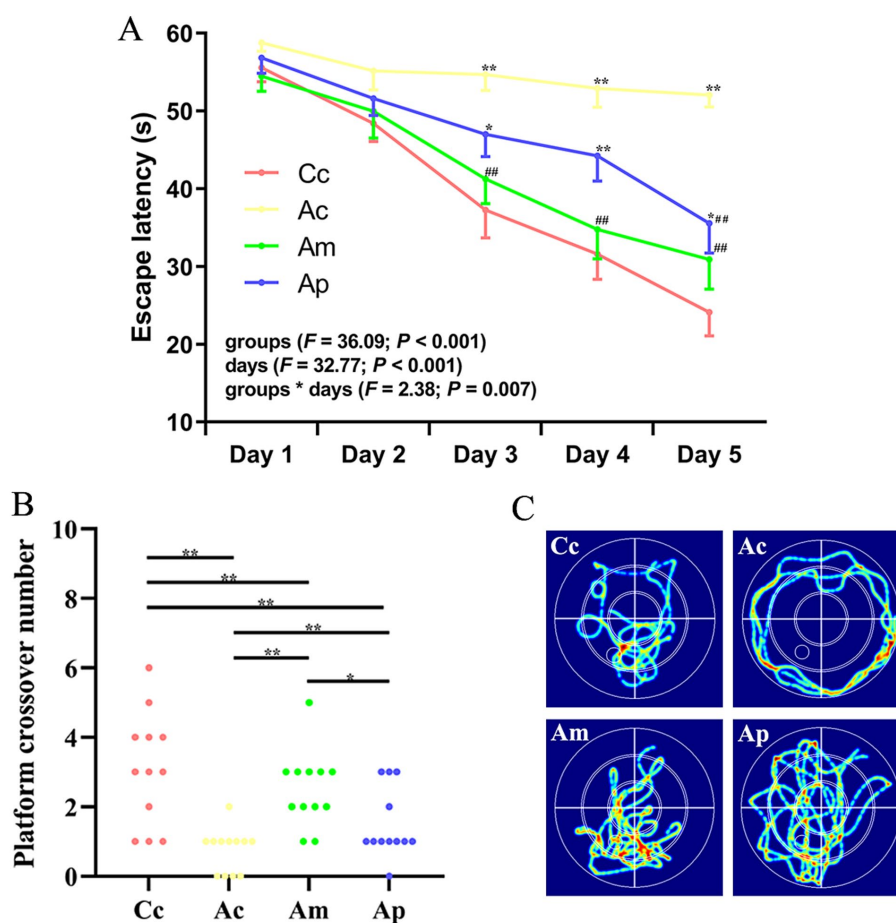 A
Escape latency (s)
60
50
40
30
20
10
** ** **
* ** *##
## ## ##
Cc
Ac
Am
Ap
groups (F = 36.09; P < 0.001)
days (F = 32.77; P < 0.001)
groups * days (F = 2.38; P = 0.007)
Day 1 Day 2 Day 3 Day 4 Day 5
B
Platform crossover number
10
8
6
4
2
0
**
**
**
**
**
*
Cc Ac Am Ap
C
Cc Ac
Am Ap